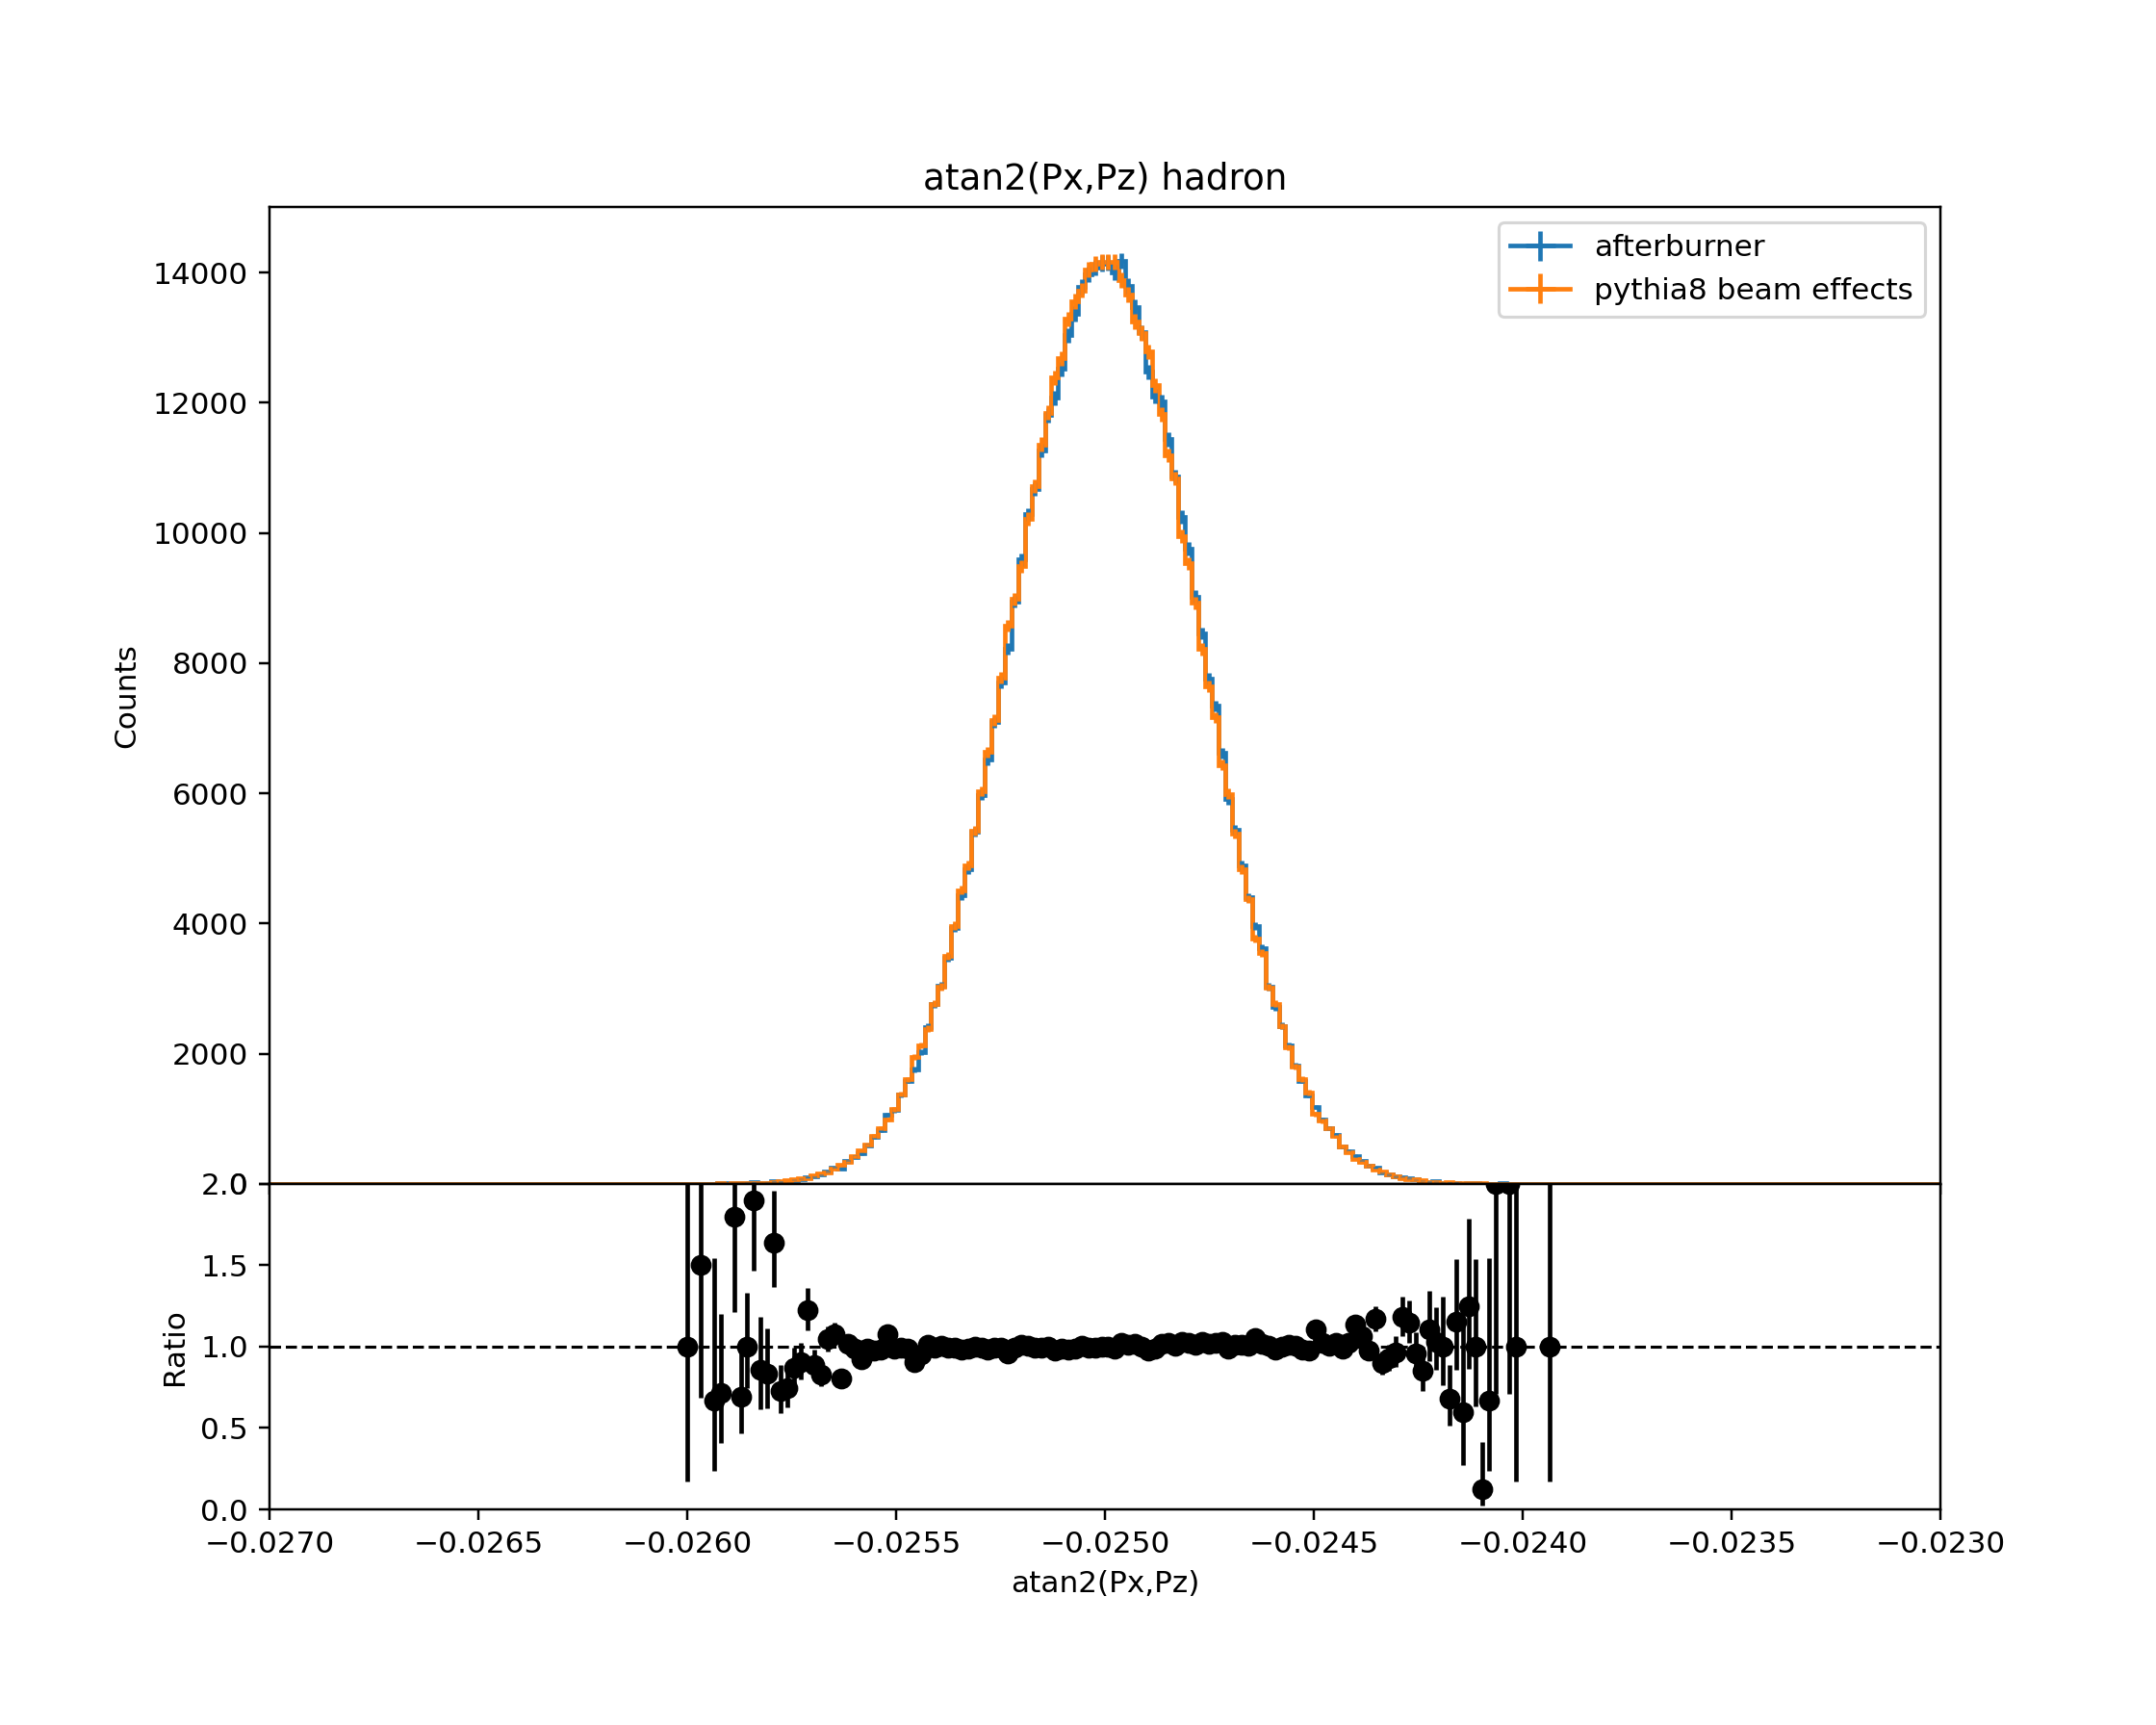 atan2(Px,Pz) hadron
afterburner
pythia8 beam effects
14000
12000
10000
8000
6000
4000
2000
Counts
2.0
1.5
1.0
0.5
0.0
Ratio
−0.0270 −0.0265 −0.0260 −0.0255 −0.0250 −0.0245 −0.0240 −0.0235 −0.0230
atan2(Px,Pz)